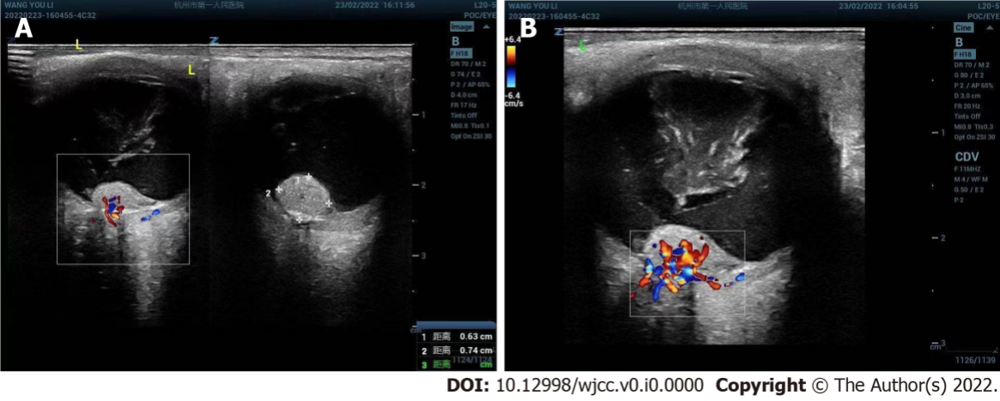 WANG YOU LI
20220223-160455-4C32
杭州市第一人民医院
23/02/2022 16:11:56
L20-5
POC/EYE
A
L
L
Z
Image
B
F H18
DR 70 / M 2
G 74 / E 2
P 2 / AP 65%
D 4.0 cm
FR 17 Hz
Tints Off
MI0.8 TIs0.1
Opt On ZSI 30
1
2
3
cm
1
2
1 距离 0.63 cm
2 距离 0.74 cm
3 距离 cm
1124/1124
WANG YOU LI
20220223-160455-4C32
杭州市第一人民医院
23/02/2022 16:04:55
L20-5
POC/EYE
B
Z
L
+6.4
-6.4
cm/s
Cine
B
F H18
DR 70 / M 2
G 80 / E 2
P 2 / AP 65%
D 3.0 cm
FR 20 Hz
Tints Off
MI0.8 TIs0.3
Opt On ZSI 30
CDV
F 11MHZ
M 4 / WF M
G 50 / E 2
P 2
1
2
3
cm
1126/1139
DOI: 10.12998/wjcc.v0.i0.0000 Copyright © The Author(s) 2022.